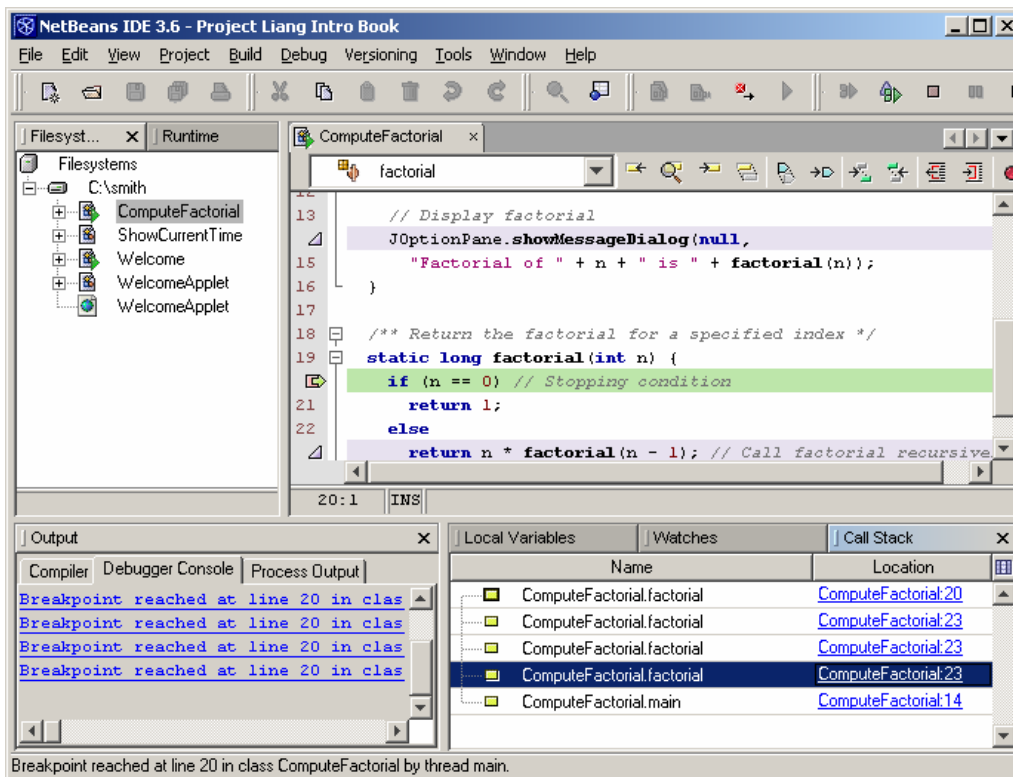 NetBeans IDE 3.6 - Project Liang Intro Book
File Edit View Project Build Debug Versioning Tools Window Help
Filesyst... Runtime
Filesystems
C:\smith
ComputeFactorial
ShowCurrentTime
Welcome
WelcomeApplet
WelcomeApplet
ComputeFactorial
factorial
12
13 // Display factorial
JOptionPane.showMessageDialog(null,
15 "Factorial of " + n + " is " + factorial(n));
16 }
17
18 /** Return the factorial for a specified index */
19 static long factorial(int n) {
if (n == 0) // Stopping condition
21 return 1;
22 else
return n * factorial(n - 1); // Call factorial recursive
20:1 INS
Output
Compiler Debugger Console Process Output
Breakpoint reached at line 20 in clas
Breakpoint reached at line 20 in clas
Breakpoint reached at line 20 in clas
Breakpoint reached at line 20 in clas
Local Variables Watches Call Stack
Name Location
ComputeFactorial.factorial ComputeFactorial:20
ComputeFactorial.factorial ComputeFactorial:23
ComputeFactorial.factorial ComputeFactorial:23
ComputeFactorial.factorial ComputeFactorial:23
ComputeFactorial.main ComputeFactorial:14
Breakpoint reached at line 20 in class ComputeFactorial by thread main.